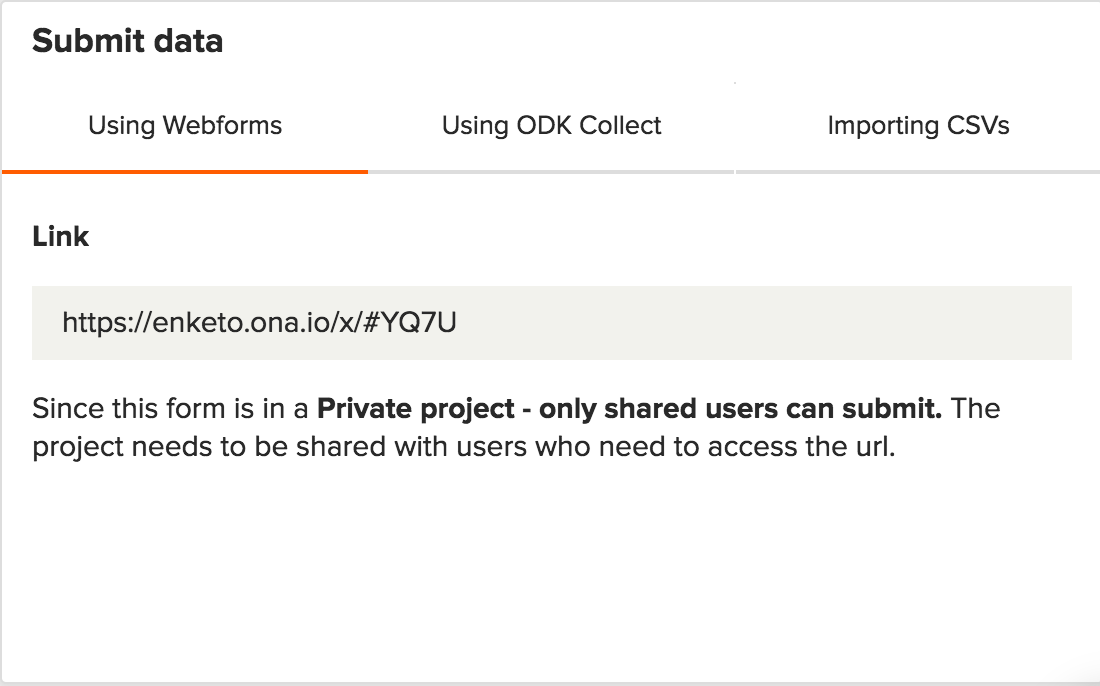 Submit data
Using Webforms
Using ODK Collect
Importing CSVs
Link
https://enketo.ona.io/x/#YQ7U
Since this form is in a Private project - only shared users can submit. The
project needs to be shared with users who need to access the url.